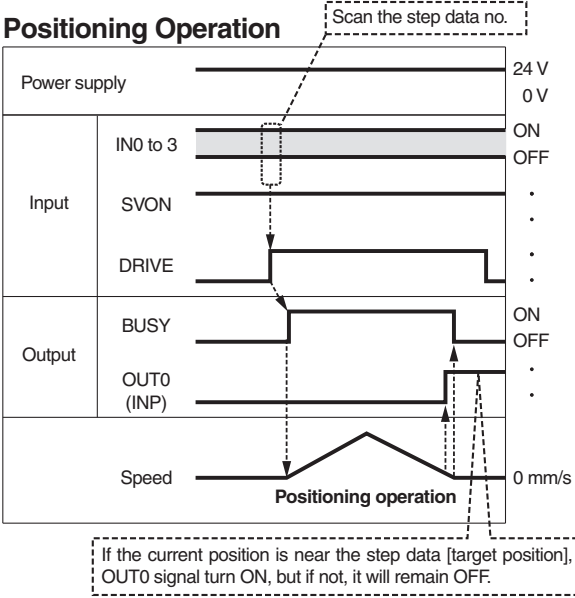 Positioning Operation
Scan the step data no.
Power supply
24 V
0 V
Input
IN0 to 3
ON
OFF
SVON
DRIVE
Output
BUSY
ON
OFF
OUT0
(INP)
Speed
0 mm/s
Positioning operation
If the current position is near the step data [target position],
OUT0 signal turn ON, but if not, it will remain OFF.